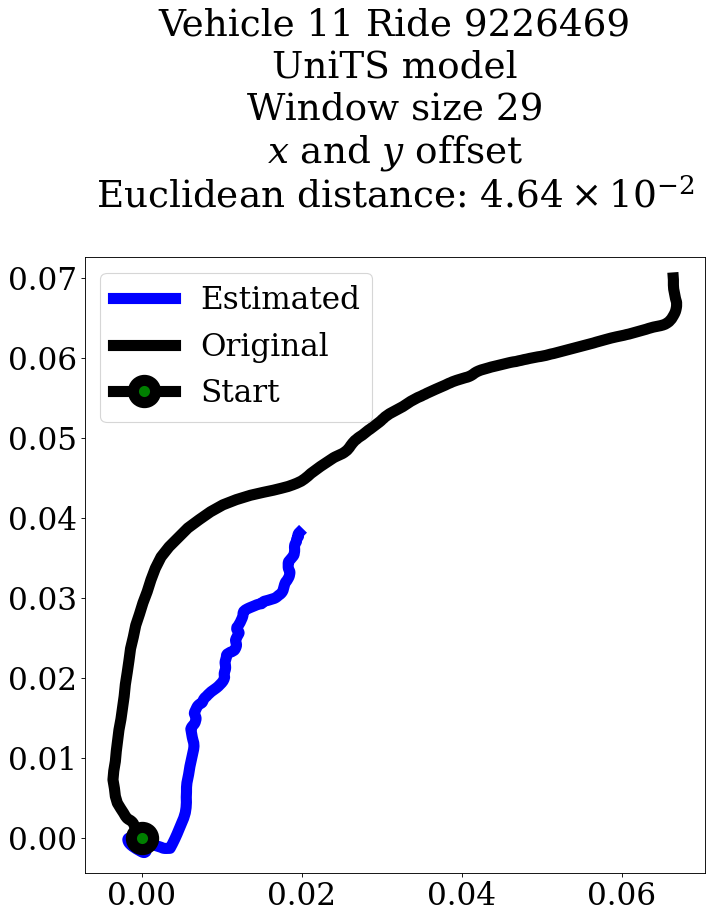 Vehicle 11 Ride 9226469
UniTS model
Window size 29
x and y offset
Euclidean distance: 4.64 × 10⁻²
Estimated
Original
Start
0.07
0.06
0.05
0.04
0.03
0.02
0.01
0.00
0.00 0.02 0.04 0.06